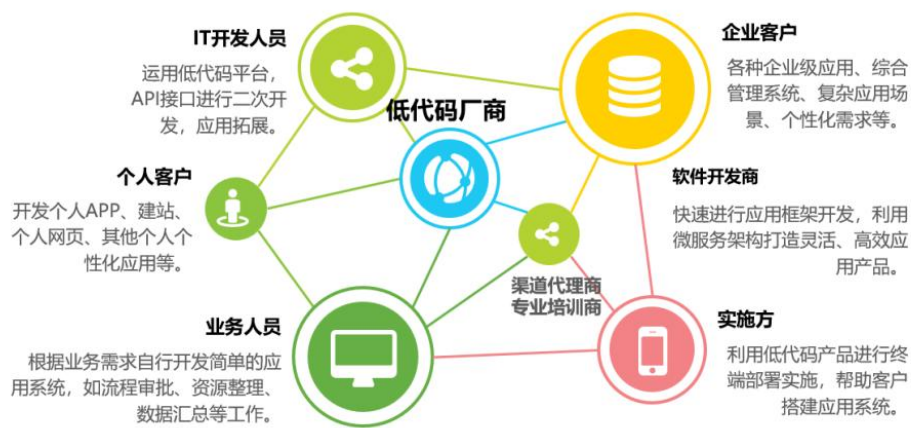 IT开发人员
运用低代码平台，
API接口进行二次开
发，应用拓展。
企业客户
各种企业级应用、综合
管理系统、复杂应用场
景、个性化需求等。
低代码厂商
个人客户
开发个人APP、建站、
个人网页、其他个人个
性化应用等。
软件开发商
快速进行应用框架开发，利用
微服务架构打造灵活、高效应
用产品。
渠道代理商
专业培训商
业务人员
根据业务需求自行开发简单的应
用系统，如流程审批、资源整理、
数据汇总等工作。
实施方
利用低代码产品进行终
端部署实施，帮助客户
搭建应用系统。